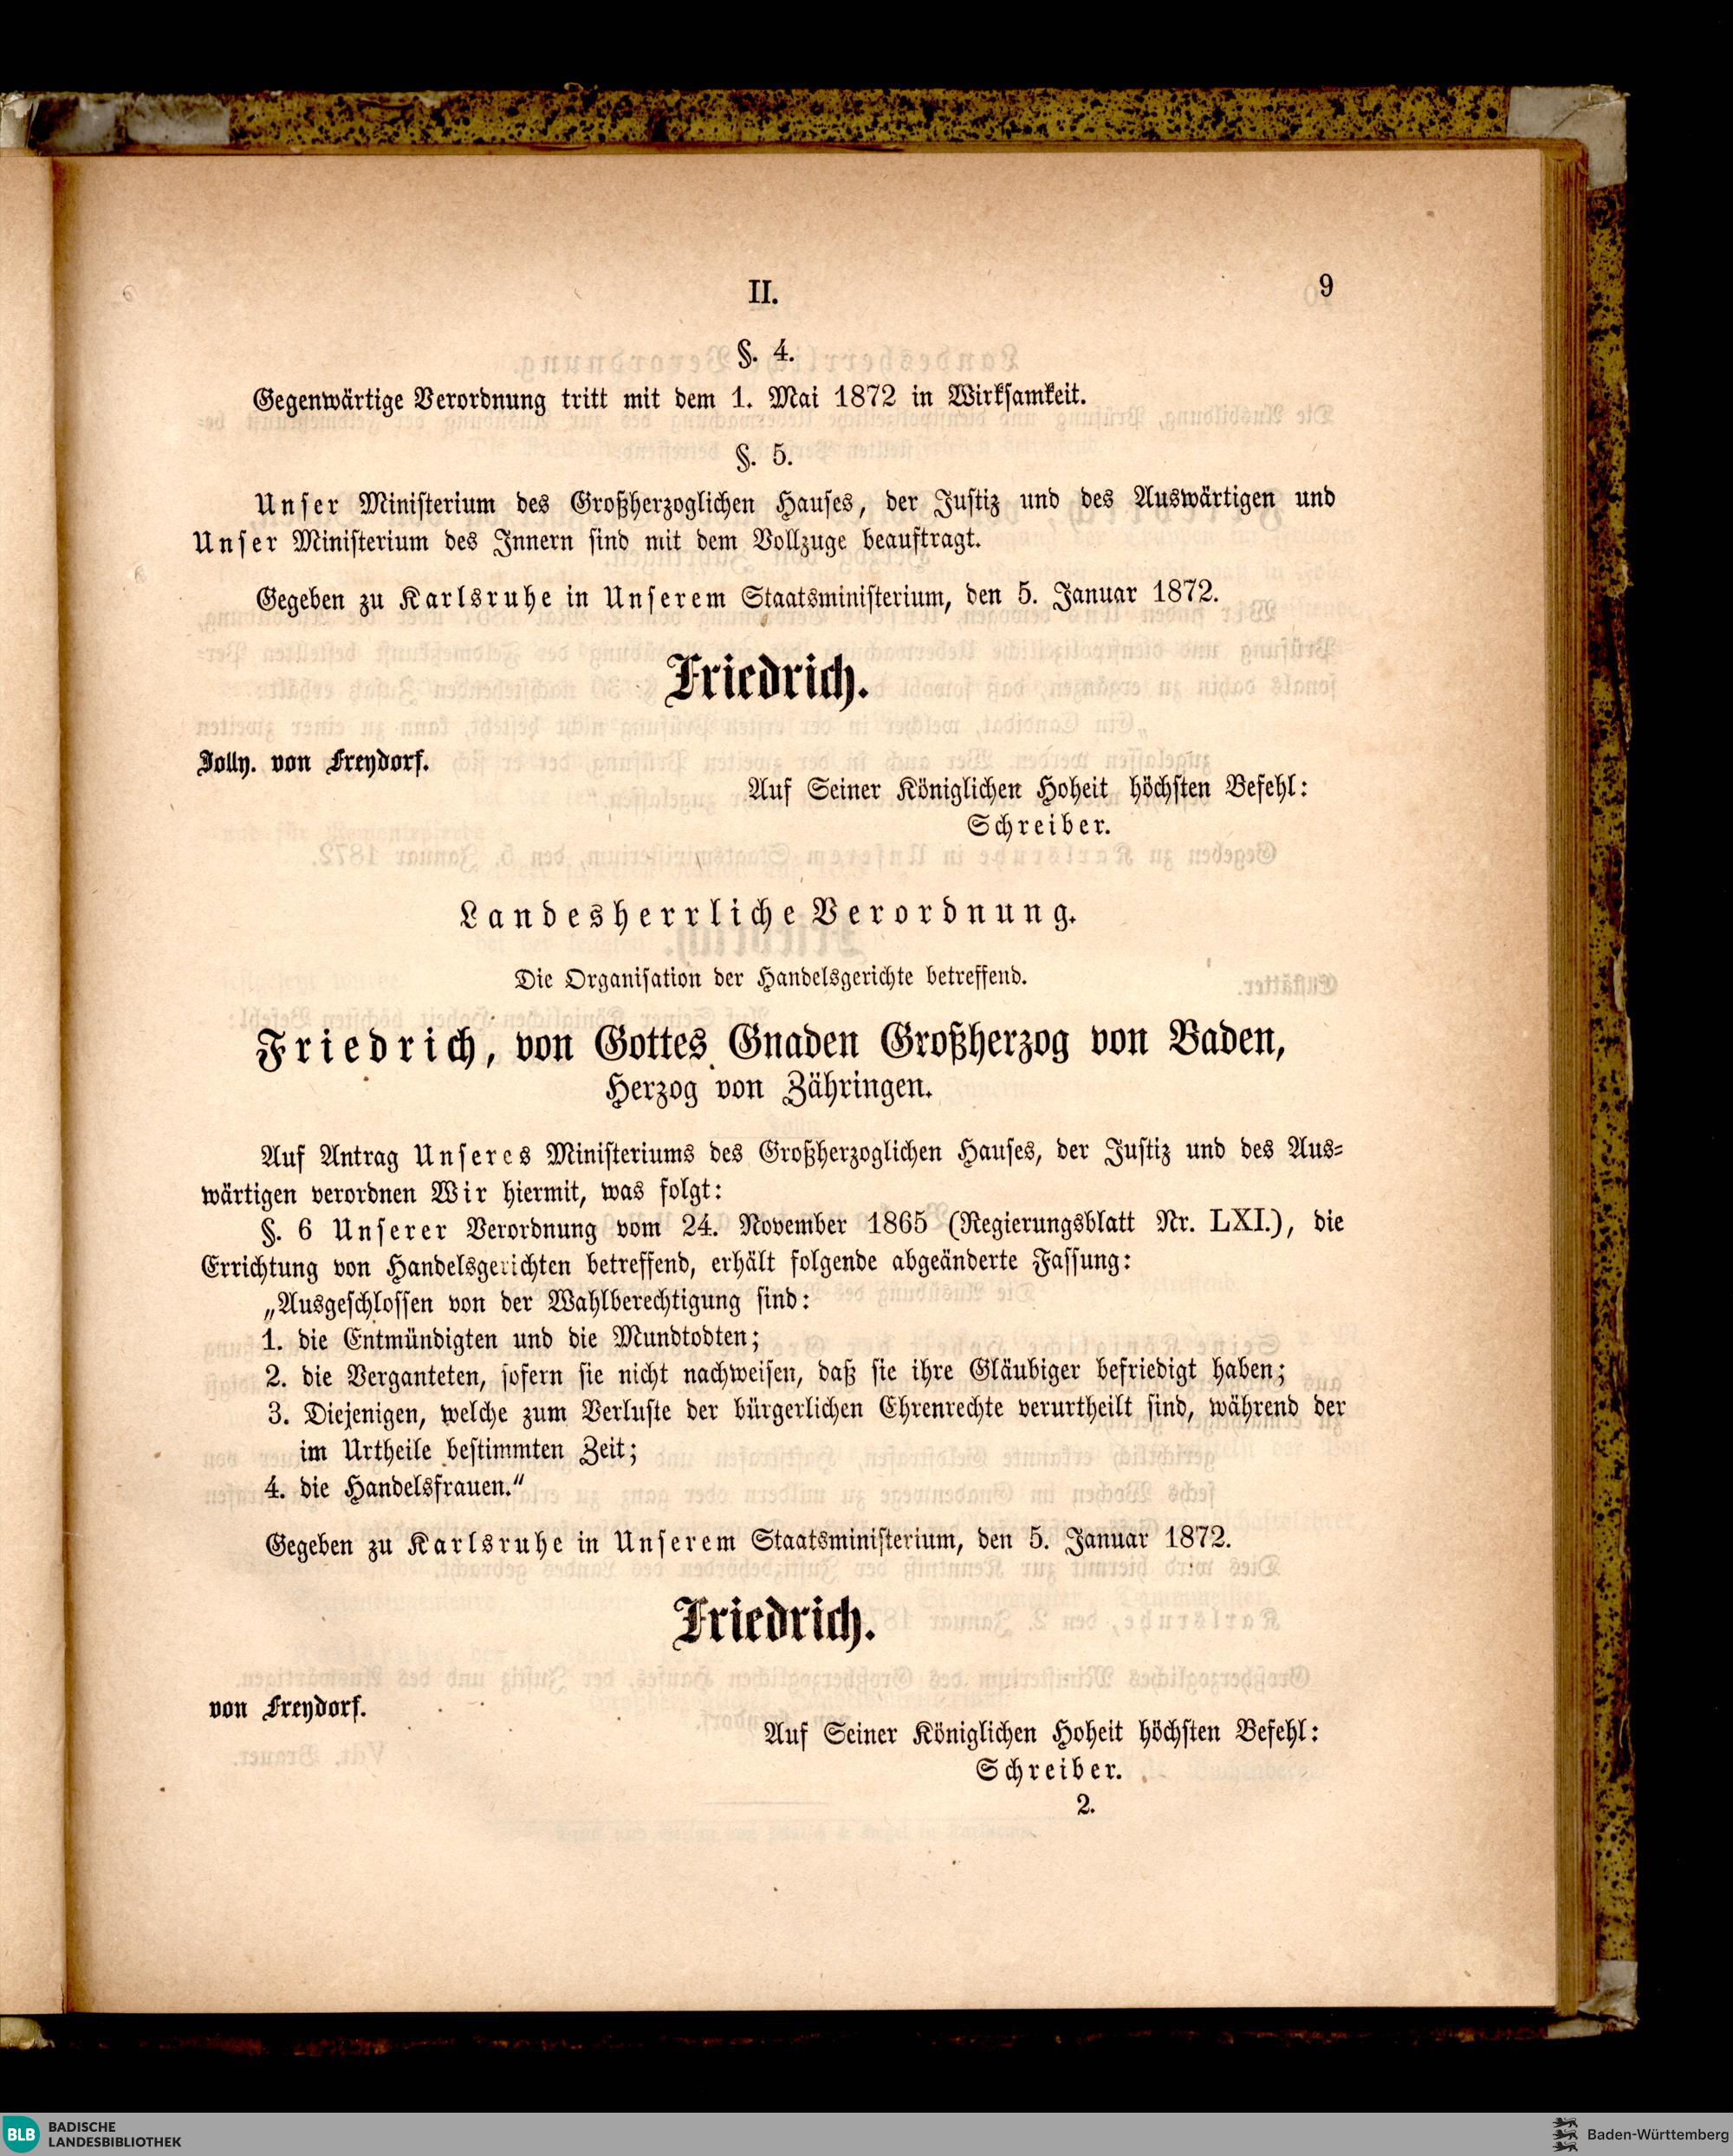 II.
9
§. 4.
Gegenwärtige Verordnung tritt mit dem 1. Mai 1872 in Wirksamkeit.
§. 5.
Unser Ministerium des Großherzoglichen Hauses, der Justiz und des Auswärtigen und
Unser Ministerium des Innern sind mit dem Vollzuge beauftragt.
Gegeben zu Karlsruhe in Unserem Staatsministerium, den 5. Januar 1872.
Friedrich.
Jolly. von Freydorf.
Auf Seiner Königlichen Hoheit höchsten Befehl:
Schreiber.
Landesherrliche Verordnung.
Die Organisation der Handelsgerichte betreffend.
Friedrich, von Gottes Gnaden Großherzog von Baden,
Herzog von Zähringen.
Auf Antrag Unseres Ministeriums des Großherzoglichen Hauses, der Justiz und des Aus-
wärtigen verordnen Wir hiermit, was folgt:
§. 6 Unserer Verordnung vom 24. November 1865 (Regierungsblatt Nr. LXI.), die
Errichtung von Handelsgerichten betreffend, erhält folgende abgeänderte Fassung:
„Ausgeschlossen von der Wahlberechtigung sind:
1. die Entmündigten und die Mundtodten;
2. die Verganteten, sofern sie nicht nachweisen, daß sie ihre Gläubiger befriedigt haben;
3. Diejenigen, welche zum Verluste der bürgerlichen Ehrenrechte verurtheilt sind, während der
im Urtheile bestimmten Zeit;
4. die Handelsfrauen.“
Gegeben zu Karlsruhe in Unserem Staatsministerium, den 5. Januar 1872.
Friedrich.
von Freydorf.
Auf Seiner Königlichen Hoheit höchsten Befehl:
Schreiber.
2.
BLB BADISCHE
LANDESBIBLIOTHEK
Baden-Württemberg